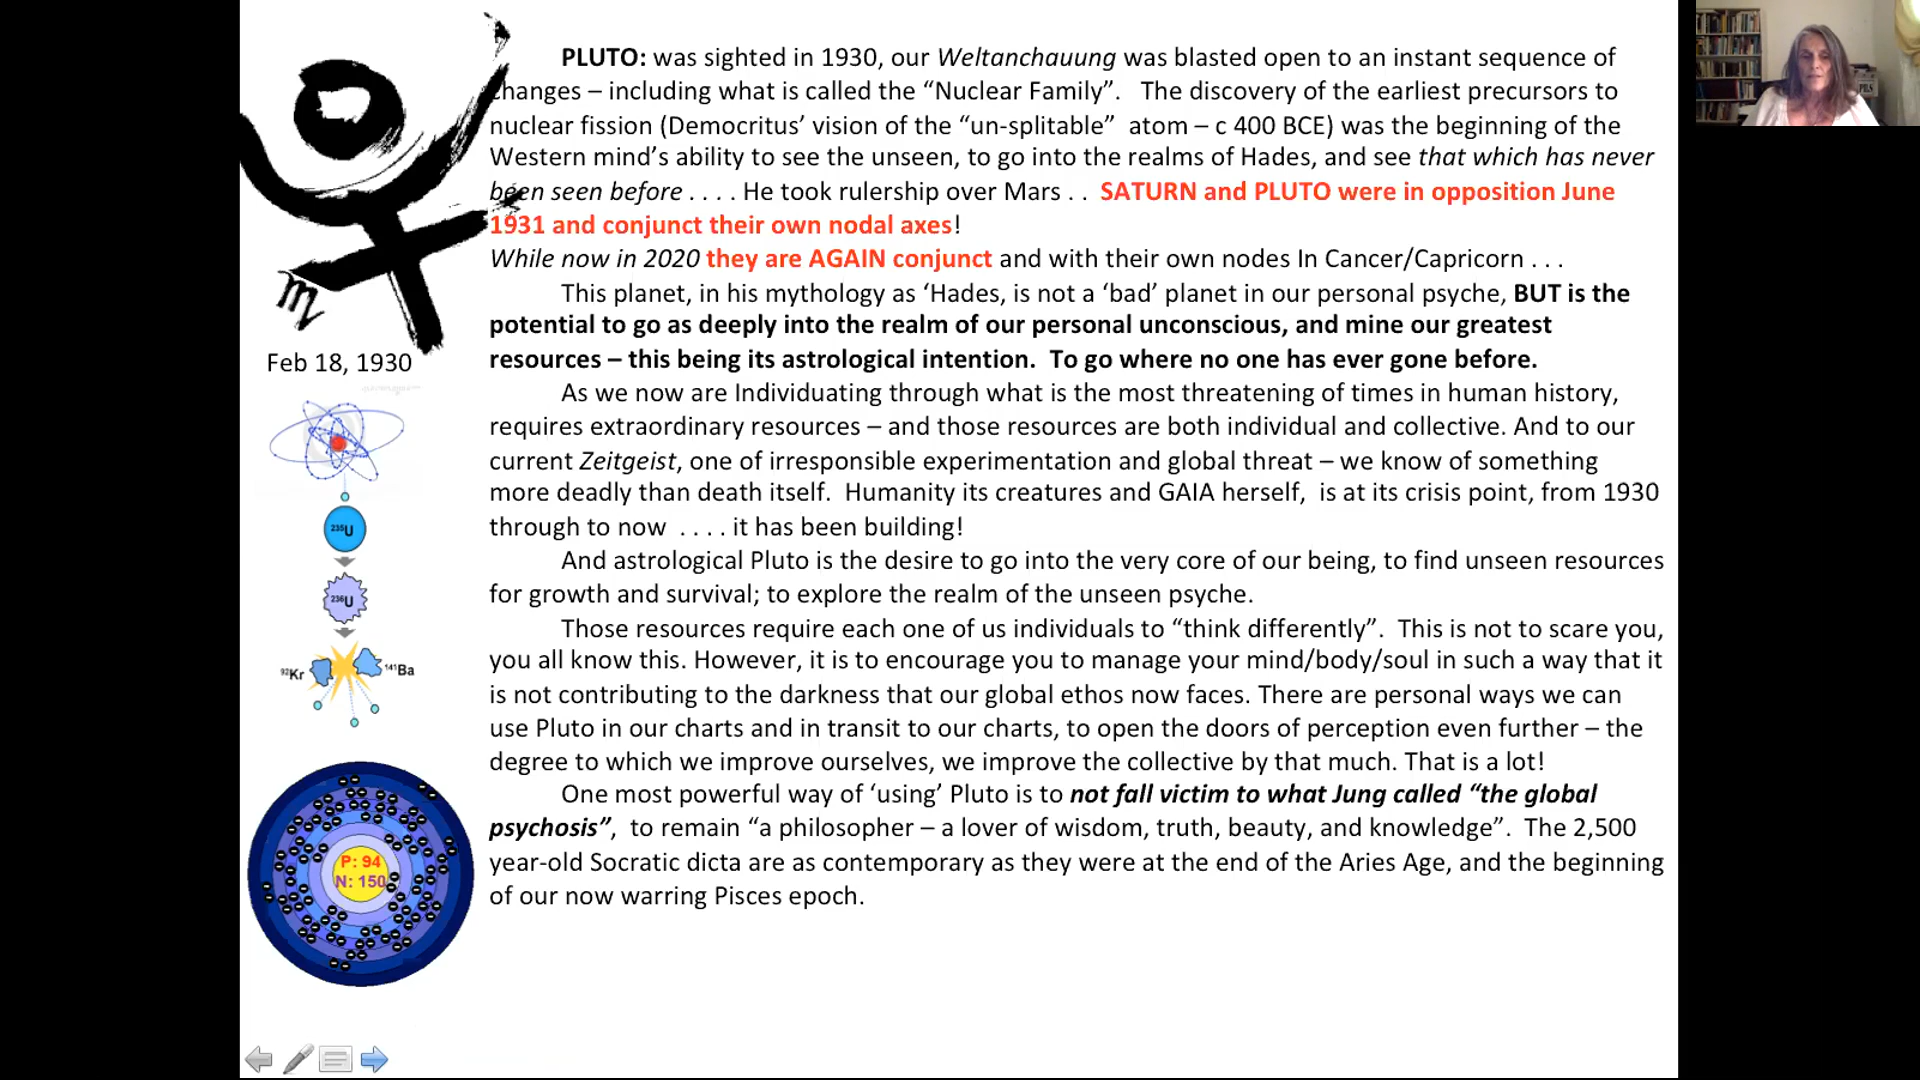 PLUTO: was sighted in 1930, our Weltanchauung was blasted open to an instant sequence of
changes – including what is called the “Nuclear Family”. The discovery of the earliest precursors to
nuclear fission (Democritus’ vision of the “un-splitable” atom – c 400 BCE) was the beginning of the
Western mind’s ability to see the unseen, to go into the realms of Hades, and see that which has never
been seen before . . . . He took rulership over Mars . . SATURN and PLUTO were in opposition June
1931 and conjunct their own nodal axes!
While now in 2020 they are AGAIN conjunct and with their own nodes In Cancer/Capricorn . . .
This planet, in his mythology as ‘Hades, is not a ‘bad’ planet in our personal psyche, BUT is the
potential to go as deeply into the realm of our personal unconscious, and mine our greatest
resources – this being its astrological intention. To go where no one has ever gone before.
As we now are Individuating through what is the most threatening of times in human history,
requires extraordinary resources – and those resources are both individual and collective. And to our
current Zeitgeist, one of irresponsible experimentation and global threat – we know of something
more deadly than death itself. Humanity its creatures and GAIA herself, is at its crisis point, from 1930
through to now . . . . it has been building!
And astrological Pluto is the desire to go into the very core of our being, to find unseen resources
for growth and survival; to explore the realm of the unseen psyche.
Those resources require each one of us individuals to “think differently”. This is not to scare you,
you all know this. However, it is to encourage you to manage your mind/body/soul in such a way that it
is not contributing to the darkness that our global ethos now faces. There are personal ways we can
use Pluto in our charts and in transit to our charts, to open the doors of perception even further – the
degree to which we improve ourselves, we improve the collective by that much. That is a lot!
One most powerful way of ‘using’ Pluto is to not fall victim to what Jung called “the global
psychosis”, to remain “a philosopher – a lover of wisdom, truth, beauty, and knowledge”. The 2,500
year-old Socratic dicta are as contemporary as they were at the end of the Aries Age, and the beginning
of our now warring Pisces epoch.
Feb 18, 1930
235U
236U
92Kr
141Ba
P: 94
N: 150